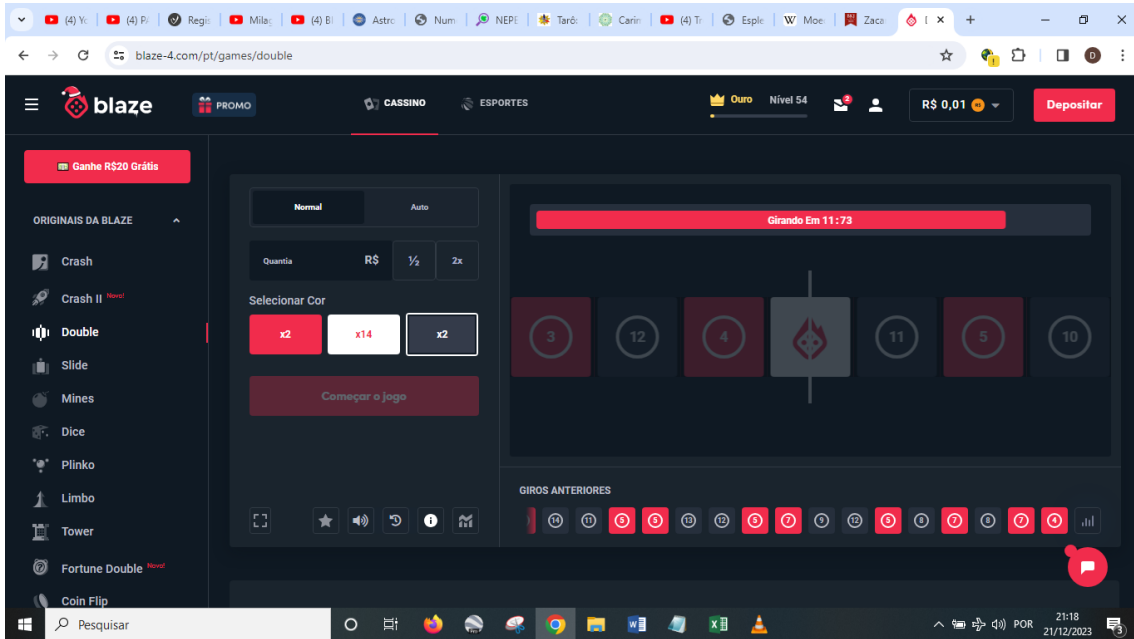 (4) Yc
(4) P/
Regis
Milag
(4) Bl
Astro
Num
NEPE
Taró:
Carin
(4) Tr
Esple
Moe
Zaca
blaze-4.com/pt/games/double
D
blaze
PROMO
CASSINO
ESPORTES
Ouro Nível 54
2
R$ 0,01
Depositar
Ganhe R$20 Grátis
ORIGINAIS DA BLAZE
Crash
Crash II Novo!
Double
Slide
Mines
Dice
Plinko
Limbo
Tower
Fortune Double Novo!
Coin Flip
Normal Auto
Quantia R$ ½ 2x
Selecionar Cor
x2 x14 x2
Começar o jogo
Girando Em 11:73
3 12 4 11 5 10
GIROS ANTERIORES
14 11 5 5 13 12 5 7 9 12 5 8 7 8 7 4
Pesquisar
POR
21:18
21/12/2023
3